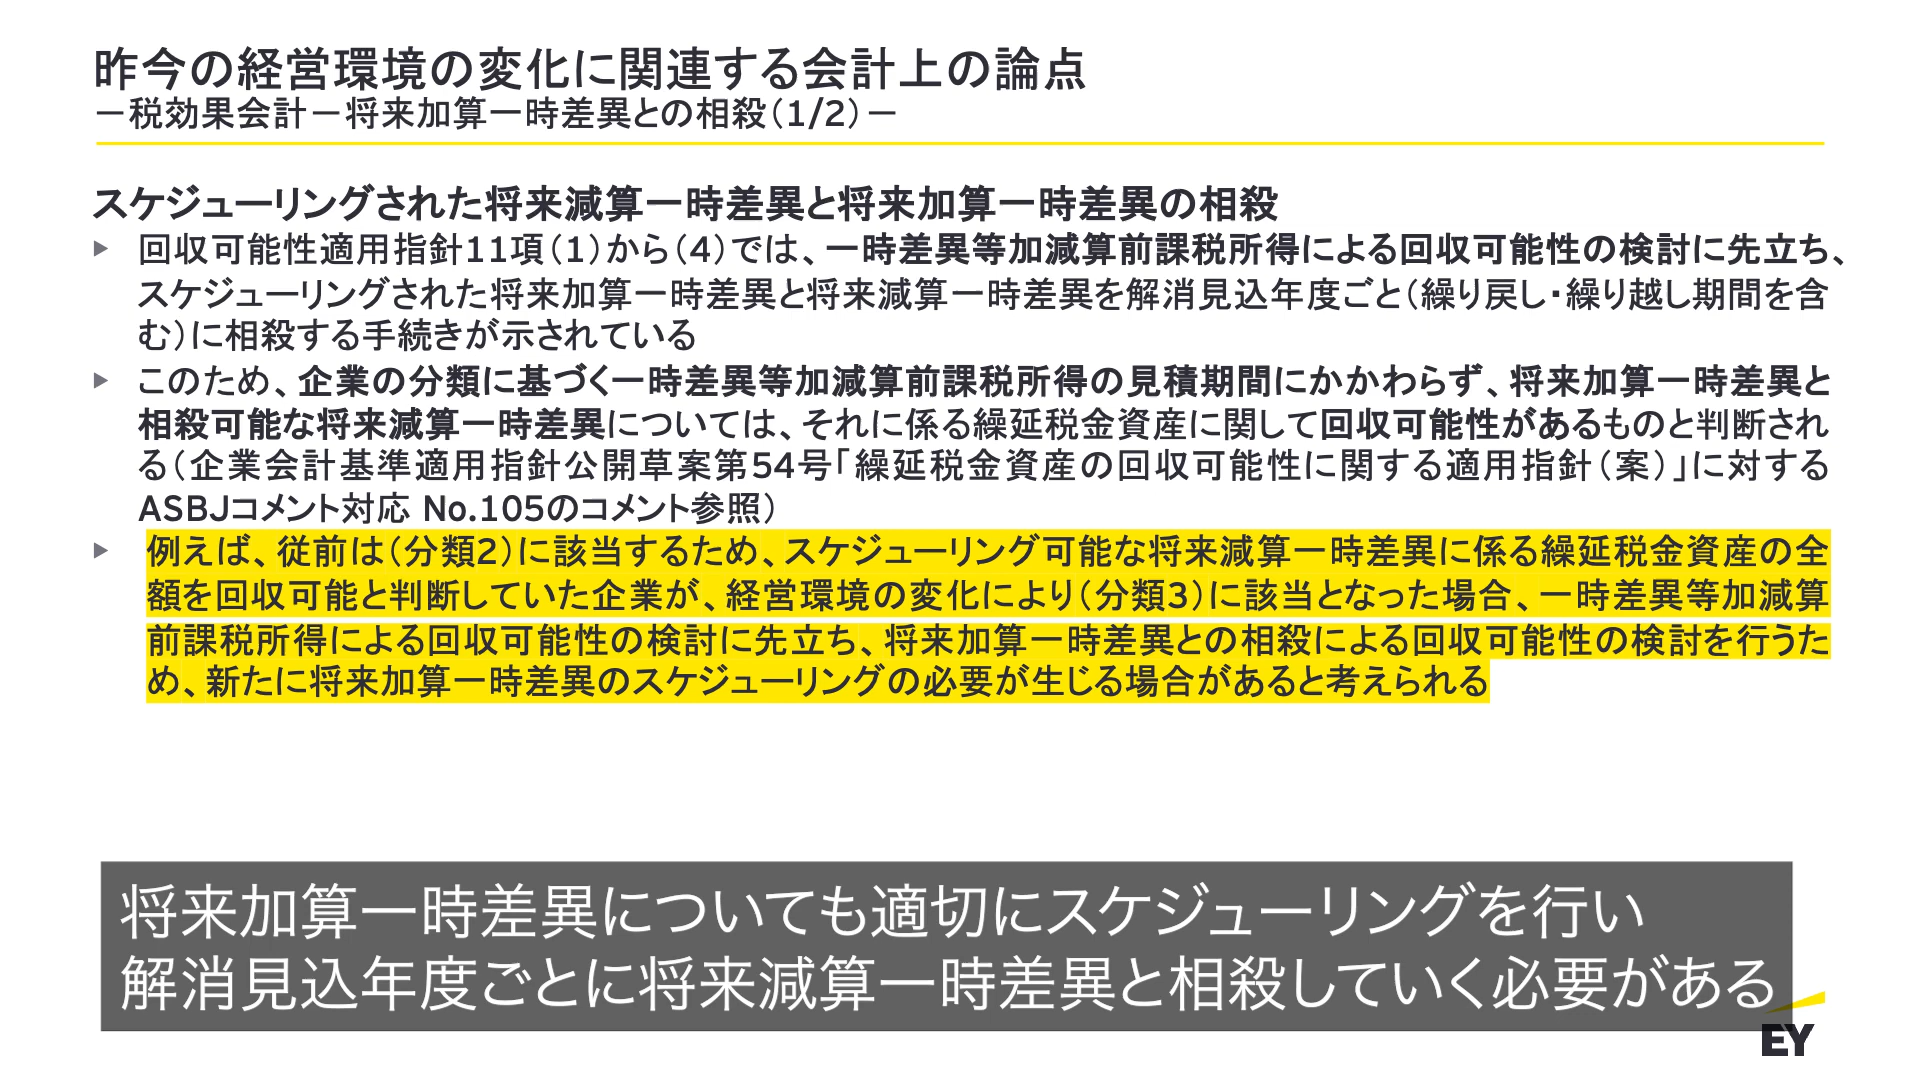 昨今の経営環境の変化に関連する会計上の論点
－税効果会計－将来加算一時差異との相殺（1/2）－
スケジューリングされた将来減算一時差異と将来加算一時差異の相殺
回収可能性適用指針11項（1）から（4）では、一時差異等加減算前課税所得による回収可能性の検討に先立ち、
スケジューリングされた将来加算一時差異と将来減算一時差異を解消見込年度ごと（繰り戻し・繰り越し期間を含
む）に相殺する手続きが示されている
このため、企業の分類に基づく一時差異等加減算前課税所得の見積期間にかかわらず、将来加算一時差異と
相殺可能な将来減算一時差異については、それに係る繰延税金資産に関して回収可能性があるものと判断され
る（企業会計基準適用指針公開草案第54号「繰延税金資産の回収可能性に関する適用指針（案）」に対する
ASBJコメント対応 No.105のコメント参照）
例えば、従前は（分類2）に該当するため、スケジューリング可能な将来減算一時差異に係る繰延税金資産の全
額を回収可能と判断していた企業が、経営環境の変化により（分類3）に該当となった場合、一時差異等加減算
前課税所得による回収可能性の検討に先立ち、将来加算一時差異との相殺による回収可能性の検討を行うた
め、新たに将来加算一時差異のスケジューリングの必要が生じる場合があると考えられる
将来加算一時差異についても適切にスケジューリングを行い
解消見込年度ごとに将来減算一時差異と相殺していく必要がある
EY